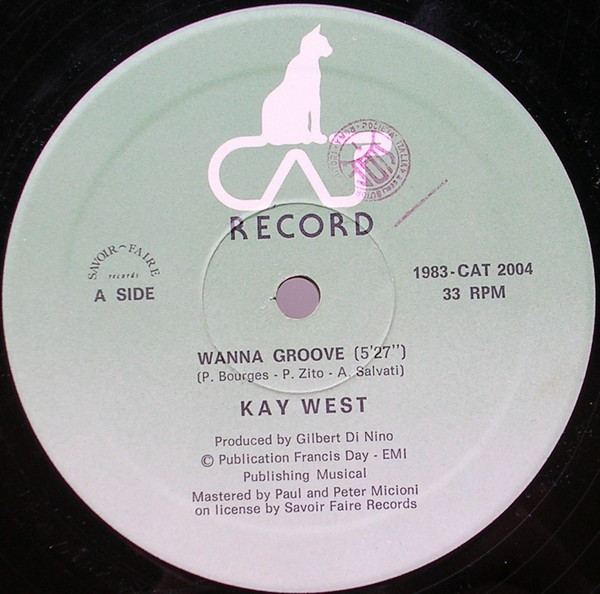 CAT
RECORD
SAVOIR-FAIRE
records
A SIDE
1983-CAT 2004
33 RPM
WANNA GROOVE (5'27")
(P. Bourges - P. Zito - A. Salvati)
KAY WEST
Produced by Gilbert Di Nino
© Publication Francis Day - EMI
Publishing Musical
Mastered by Paul and Peter Micioni
on license by Savoir Faire Records